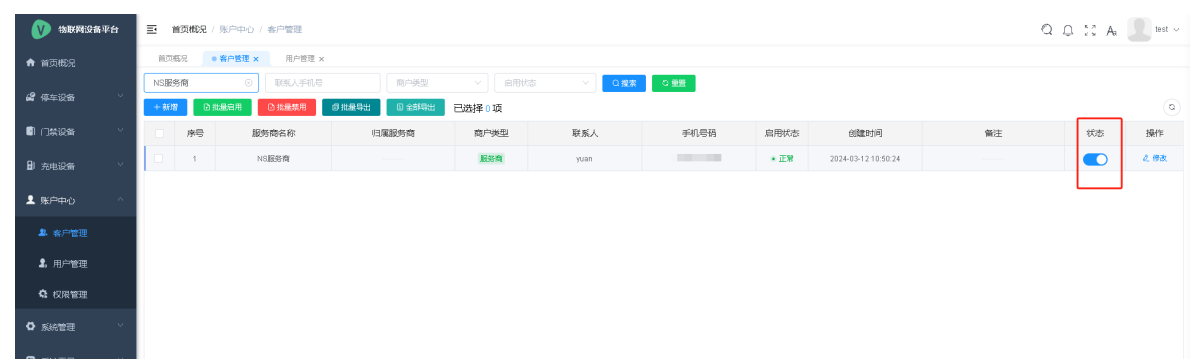 物联网设备平台
首页概况 / 账户中心 / 客户管理
test
首页概况
客户管理
用户管理
首页概况
停车设备
门禁设备
充电设备
账户中心
客户管理
用户管理
权限管理
系统管理
NS服务商
联系人手机号
商户类型
启用状态
搜索
重置
+ 新增
批量启用
批量禁用
批量导出
全部导出
已选择 0 项
序号 服务商名称 归属服务商 商户类型 联系人 手机号码 启用状态 创建时间 备注 状态 操作
1 NS服务商 服务商 yuan 正常 2024-03-12 10:50:24 修改